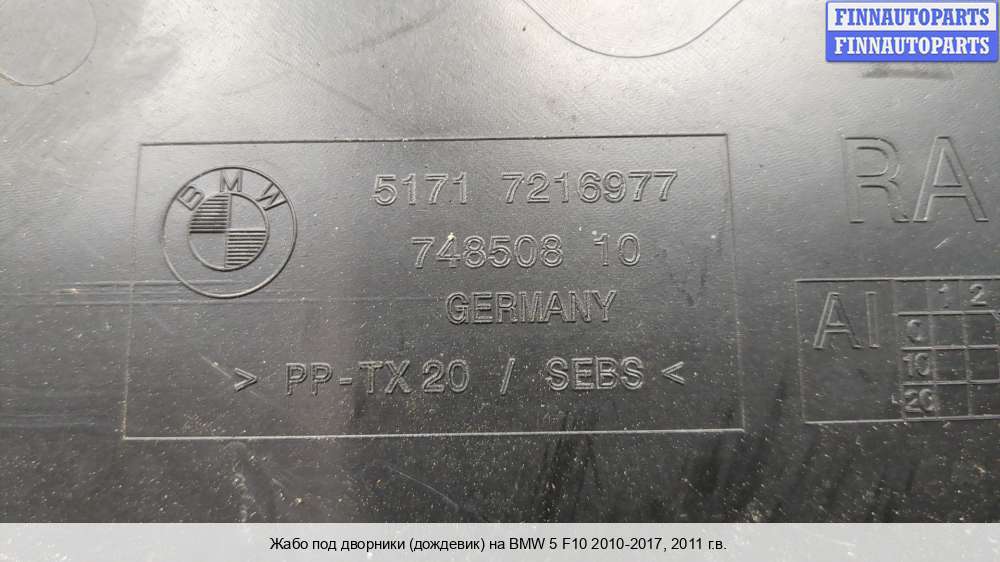 FINNAUTOPARTS
FINNAUTOPARTS
BMW
5171 7216977
748508 10
GERMANY
> PP-TX20 / SEBS <
RA
AI
1 2
0
10
20
Жабо под дворники (дождевик) на BMW 5 F10 2010-2017, 2011 г.в.